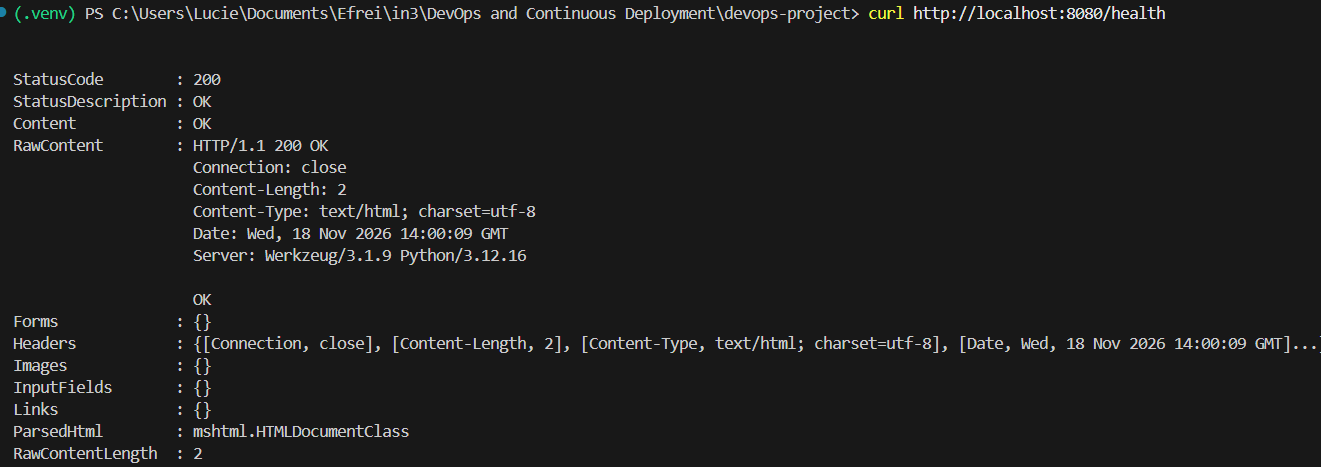 (.venv) PS C:\Users\Lucie\Documents\Efrei\in3\DevOps and Continuous Deployment\devops-project> curl http://localhost:8080/health
StatusCode : 200
StatusDescription : OK
Content : OK
RawContent : HTTP/1.1 200 OK
Connection: close
Content-Length: 2
Content-Type: text/html; charset=utf-8
Date: Wed, 18 Nov 2026 14:00:09 GMT
Server: Werkzeug/3.1.9 Python/3.12.16
OK
Forms : {}
Headers : {[Connection, close], [Content-Length, 2], [Content-Type, text/html; charset=utf-8], [Date, Wed, 18 Nov 2026 14:00:09 GMT]...}
Images : {}
InputFields : {}
Links : {}
ParsedHtml : mshtml.HTMLDocumentClass
RawContentLength : 2